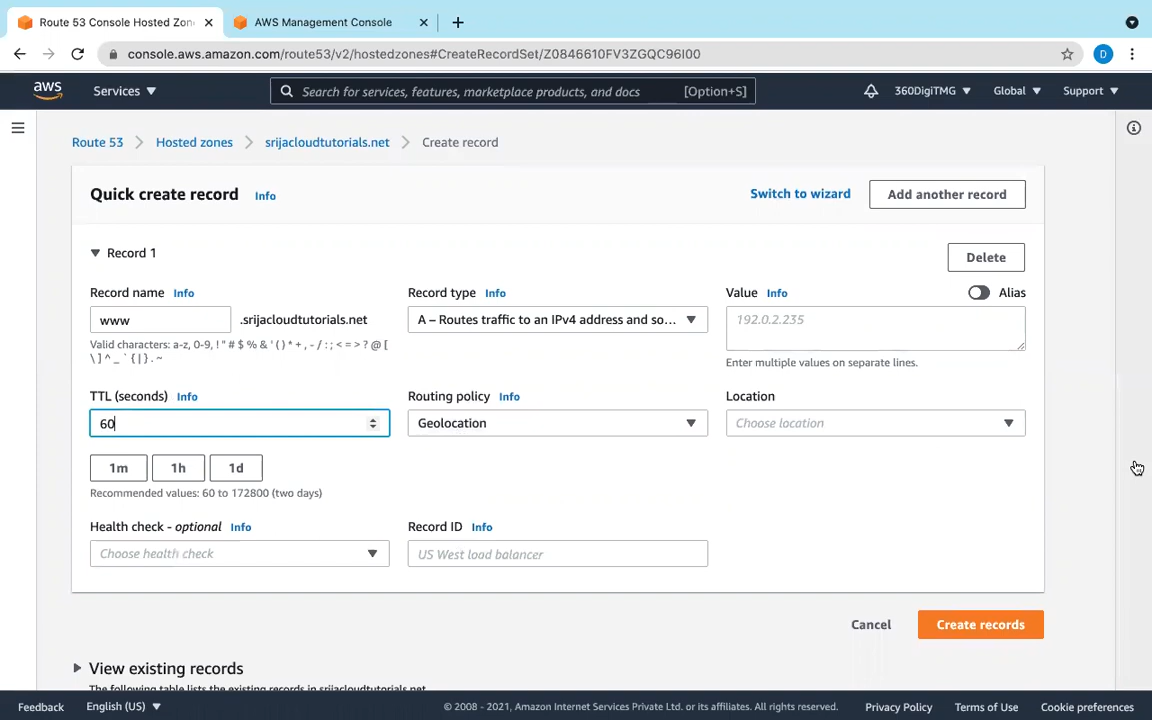 Route 53 Console Hosted Zon
AWS Management Console
console.aws.amazon.com/route53/v2/hostedzones#CreateRecordSet/Z0846610FV3ZGQC96I00
D
aws
Services
Search for services, features, marketplace products, and docs [Option+S]
360DigiTMG
Global
Support
Route 53
Hosted zones
srijacloudtutorials.net
Create record
Quick create record Info
Switch to wizard
Add another record
Record 1
Delete
Record name Info
Record type Info
Value Info
Alias
www
.srijacloudtutorials.net
A – Routes traffic to an IPv4 address and so...
192.0.2.235
Valid characters: a-z, 0-9, ! " # $ % & ' ( ) * + , - / : ; < = > ? @ [
\ ] ^ _ ` { | } . ~
Enter multiple values on separate lines.
TTL (seconds) Info
Routing policy Info
Location
60
Geolocation
Choose location
1m
1h
1d
Recommended values: 60 to 172800 (two days)
Health check - optional Info
Record ID Info
Choose health check
US West load balancer
Cancel
Create records
View existing records
The following table lists the existing records in srijacloudtutorials.net
Feedback
English (US)
© 2008 - 2021, Amazon Internet Services Private Ltd. or its affiliates. All rights reserved.
Privacy Policy
Terms of Use
Cookie preferences